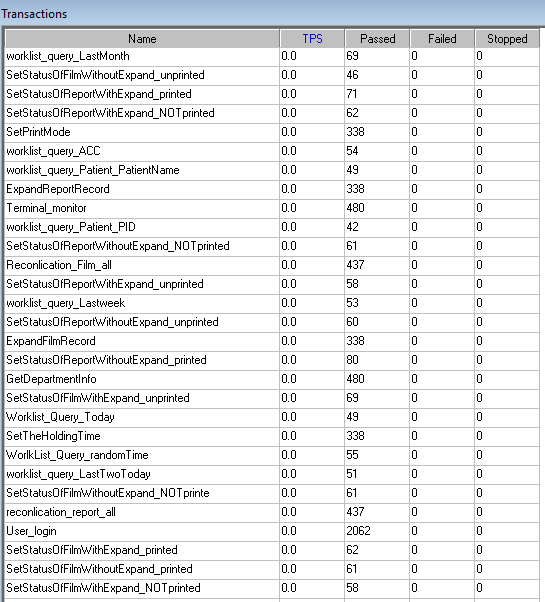 Transactions
Name TPS Passed Failed Stopped
worklist_query_LastMonth 0.0 69 0 0
SetStatusOfFilmWithoutExpand_unprinted 0.0 46 0 0
SetStatusOfReportWithExpand_printed 0.0 71 0 0
SetStatusOfReportWithExpand_NOTprinted 0.0 62 0 0
SetPrintMode 0.0 338 0 0
worklist_query_ACC 0.0 54 0 0
worklist_query_Patient_PatientName 0.0 49 0 0
ExpandReportRecord 0.0 338 0 0
Terminal_monitor 0.0 480 0 0
worklist_query_Patient_PID 0.0 42 0 0
SetStatusOfReportWithoutExpand_NOTprinted 0.0 61 0 0
Reconlication_Film_all 0.0 437 0 0
SetStatusOfReportWithExpand_unprinted 0.0 58 0 0
worklist_query_Lastweek 0.0 53 0 0
SetStatusOfReportWithoutExpand_unprinted 0.0 60 0 0
ExpandFilmRecord 0.0 338 0 0
SetStatusOfReportWithoutExpand_printed 0.0 80 0 0
GetDepartmentInfo 0.0 480 0 0
SetStatusOfFilmWithExpand_unprinted 0.0 69 0 0
Worklist_Query_Today 0.0 49 0 0
SetTheHoldingTime 0.0 338 0 0
WorlkList_Query_randomTime 0.0 55 0 0
worklist_query_LastTwoToday 0.0 51 0 0
SetStatusOfFilmWithoutExpand_NOTprinte 0.0 61 0 0
reconlication_report_all 0.0 437 0 0
User_login 0.0 2062 0 0
SetStatusOfFilmWithExpand_printed 0.0 62 0 0
SetStatusOfFilmWithoutExpand_printed 0.0 61 0 0
SetStatusOfFilmWithExpand_NOTprinted 0.0 58 0 0